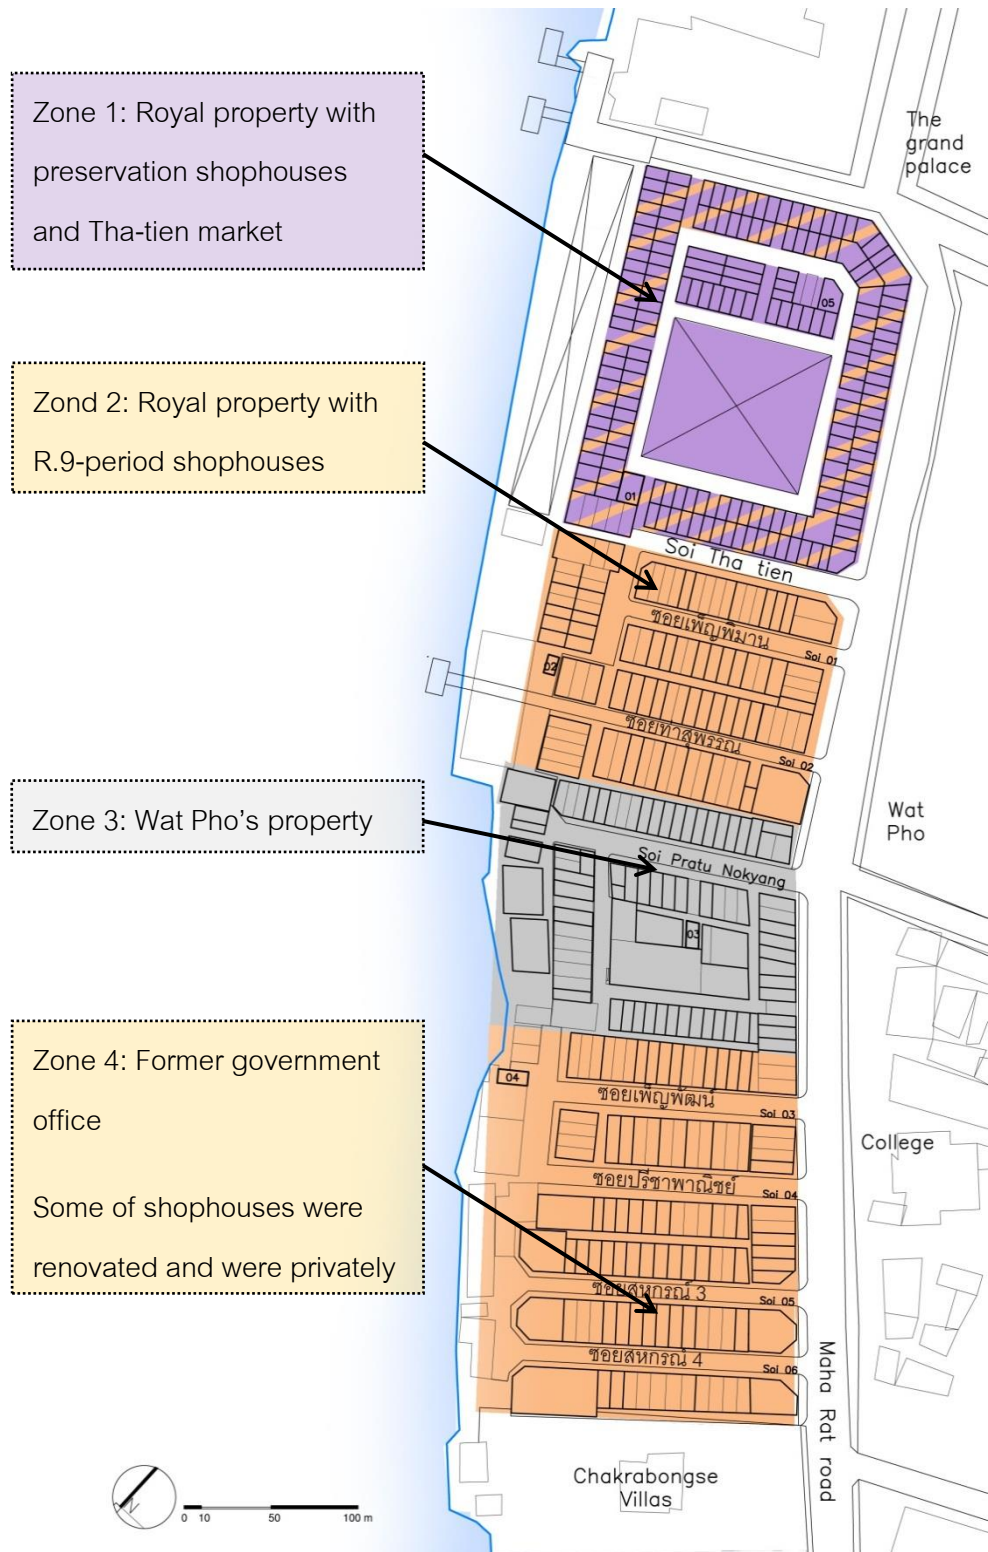 Zone 1: Royal property with
preservation shophouses
and Tha-tien market
Zond 2: Royal property with
R.9-period shophouses
Zone 3: Wat Pho's property
Zone 4: Former government
office
Some of shophouses were
renovated and were privately
The
grand
palace
05
01
Soi Tha tien
ซอยเพ็ญพิมาน
Soi 01
02
ซอยท่าสุพรรณ
Soi 02
Wat
Pho
Soi Pratu Nokyang
03
04
ซอยเพ็ญพัฒน์
Soi 03
College
ซอยปรีชาพาณิชย์
Soi 04
ซอยสหกรณ์ 3
Soi 05
ซอยสหกรณ์ 4
Soi 06
Maha Rat road
Chakrabongse
Villas
N
0 10 50 100 m